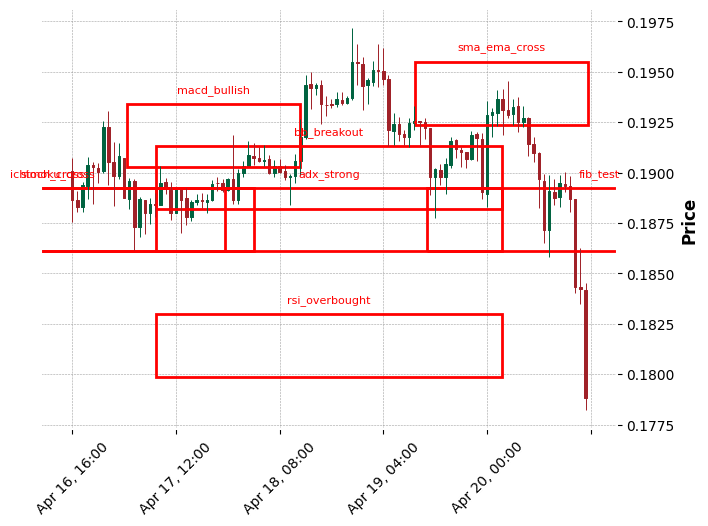 sma_ema_cross
macd_bullish
bb_breakout
adx_strong
fib_test
rsi_overbought
0.1975
0.1950
0.1925
0.1900
0.1875
0.1850
0.1825
0.1800
0.1775
Price
Apr 16, 16:00
Apr 17, 12:00
Apr 18, 08:00
Apr 19, 04:00
Apr 20, 00:00